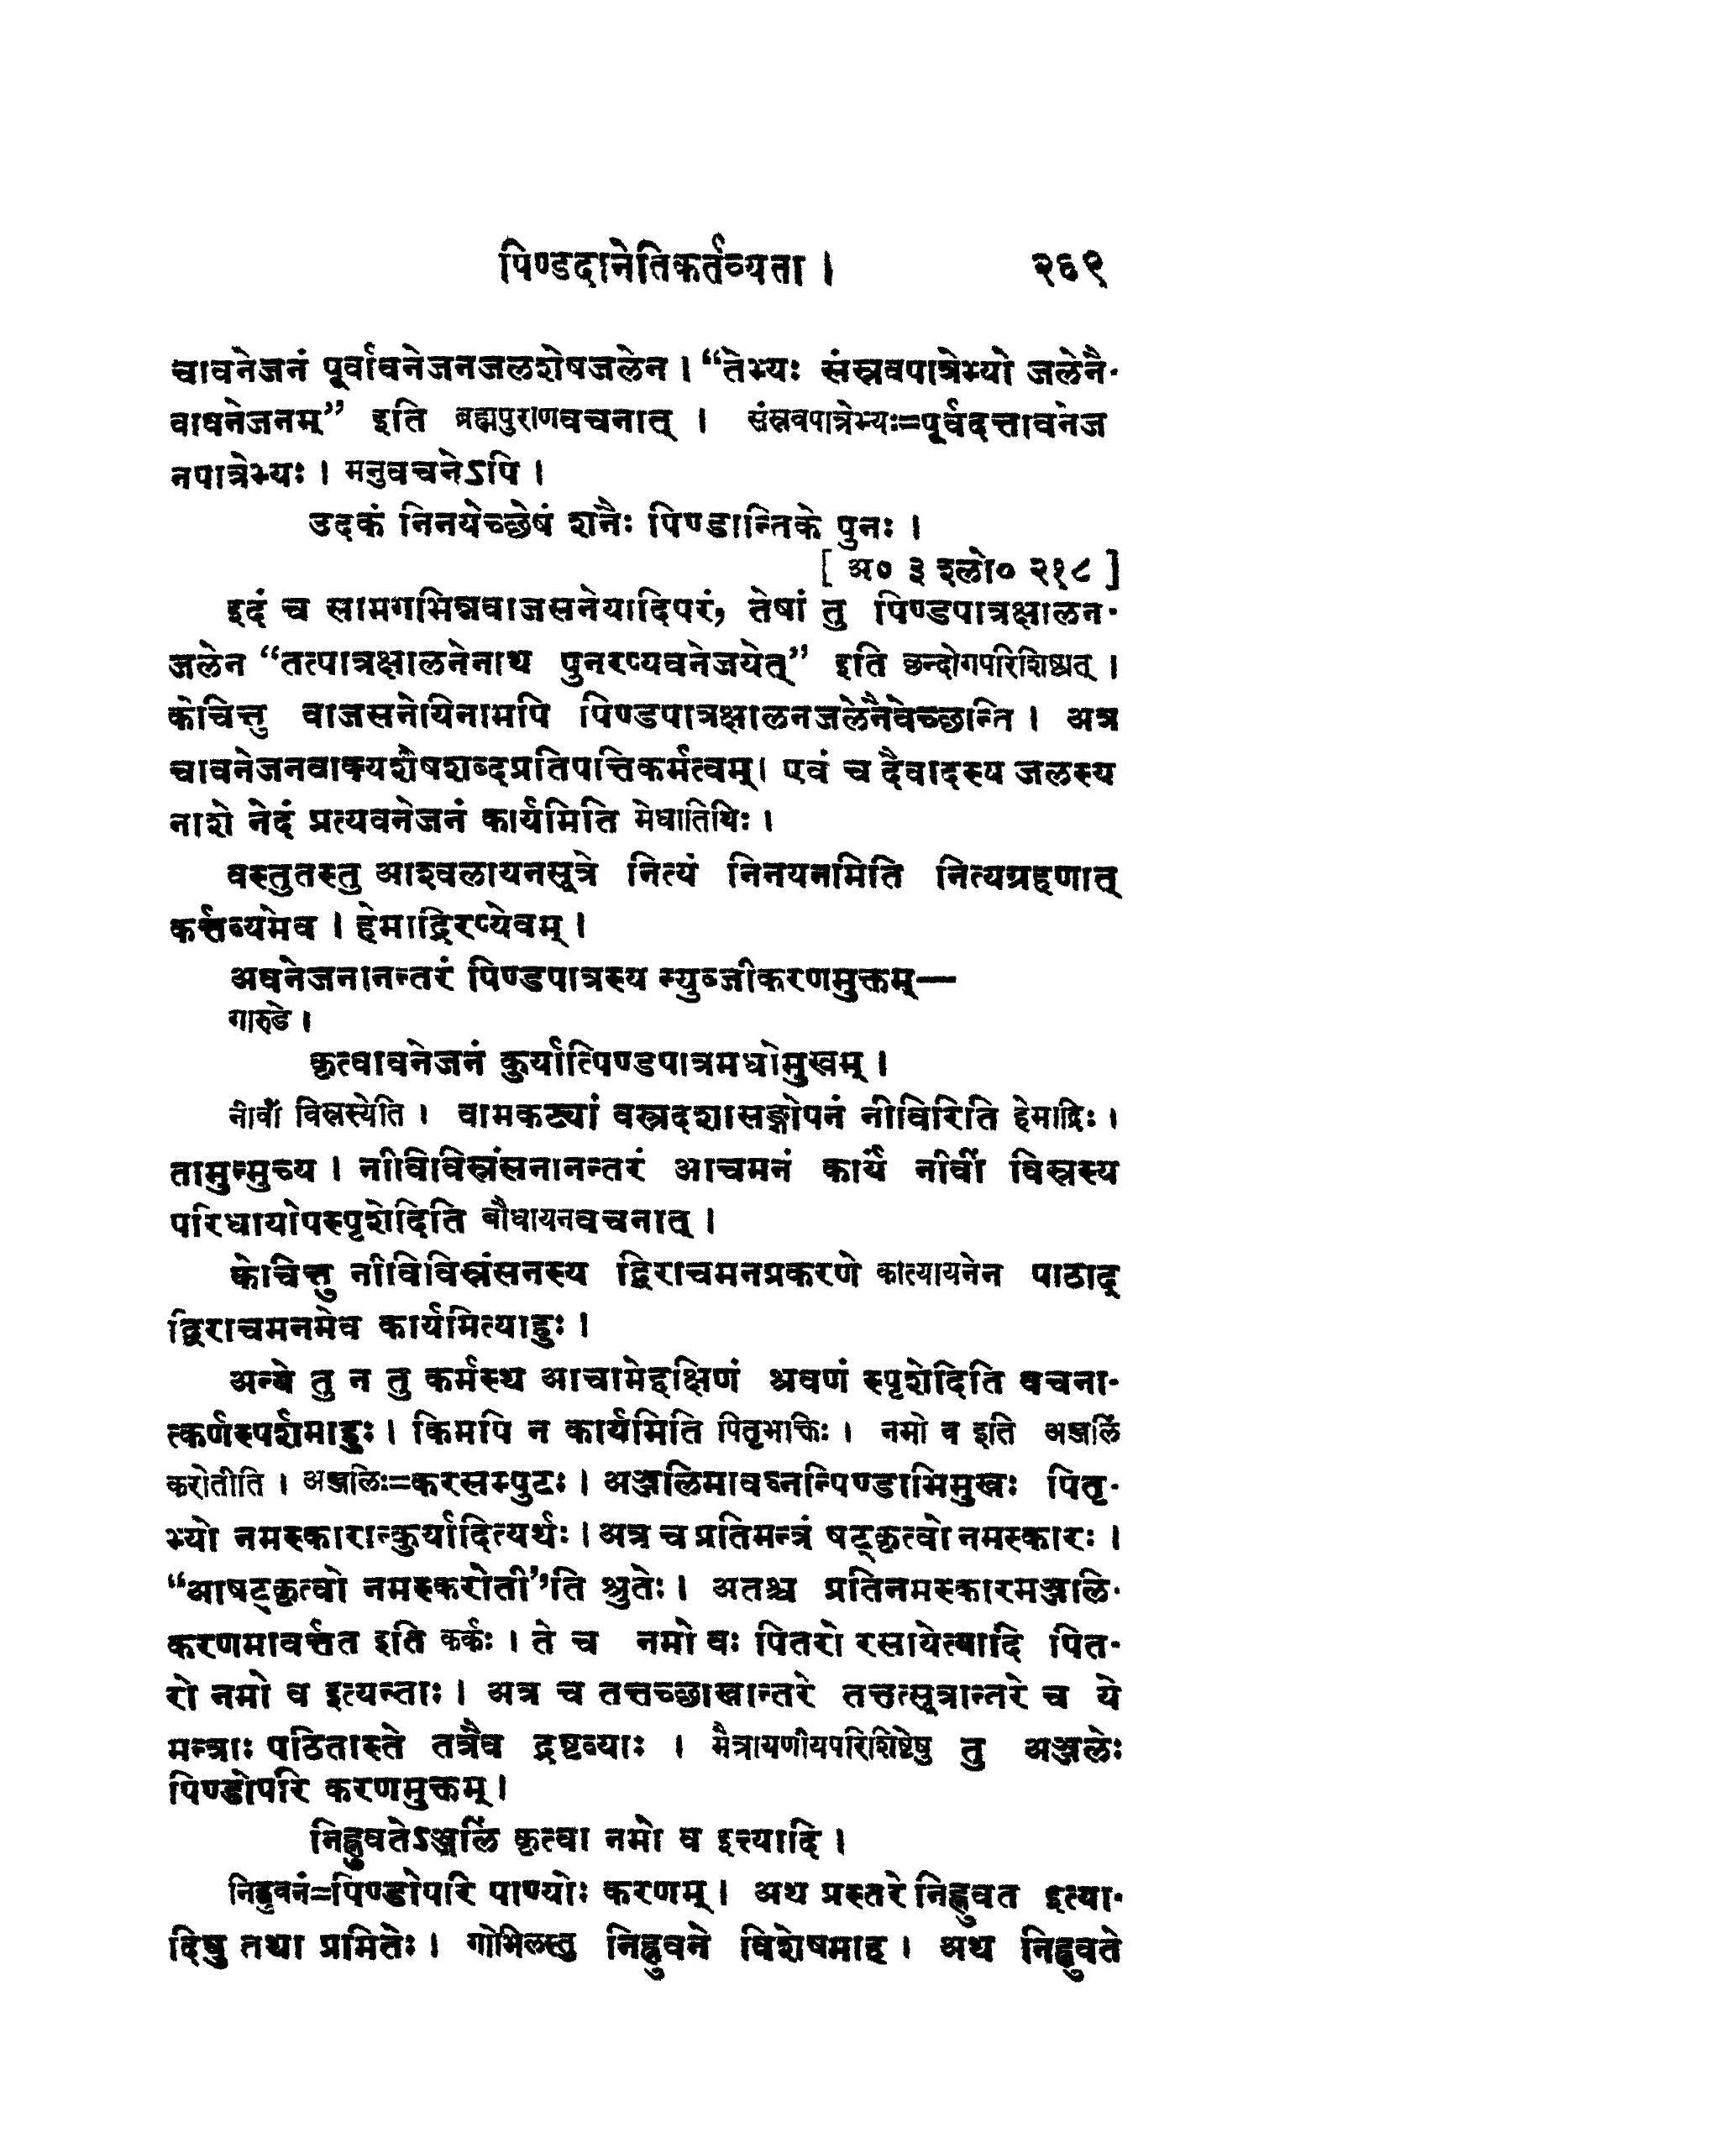 पिण्डदानेतिकर्तव्यता । २६९
चावनेजनं पूर्वावनेजनजलशेषजलेन । “तेभ्यः संस्रवपात्रेभ्यो जलेनै-
वावनेजनम्” इति ब्रह्मपुराणवचनात् । संस्रवपात्रेभ्यः=पूर्वदत्तावनेज
नपात्रेभ्यः । मनुवचनेऽपि ।
उदकं निनयेच्छेषं शनैः पिण्डान्तिके पुनः ।
[ अ० ३ श्लो० २१८ ]
इदं च सामगभिन्नवाजसनेयादिपरं, तेषां तु पिण्डपात्रक्षालन-
जलेन “तत्पात्रक्षालनेनाथ पुनरप्यवनेजयेत्” इति छन्दोगपरिशिष्टात् ।
केचित्तु वाजसनेयिनामपि पिण्डपात्रक्षालनजलेनैवेच्छान्ति । अत्र
चावनेजनवाक्यशेषशब्दप्रतिपत्तिकर्मत्वम् । एवं च दैवादस्य जलस्य
नाशे नेदं प्रत्यवनेजनं कार्यमिति मेधातिथिः ।
वस्तुतस्तु आश्वलायनसूत्रे नित्यं निनयनमिति नित्यग्रहणात्
कर्त्तव्यमेव । हेमाद्रिरप्येवम् ।
अवनेजनानन्तरं पिण्डपात्रस्य न्युब्जीकरणमुक्तम्—
गारुडे ।
कृत्वावनेजनं कुर्यात्पिण्डपात्रमधोमुखम् ।
नीवीं विस्रस्येति । वामकट्यां वस्त्रदशासङ्गोपनं नीविरिति हेमाद्रिः ।
तामुन्मुच्य । नीविविस्रंसनानन्तरं आचमनं कार्यं नीवीं विस्रस्य
परिधायोपस्पृशेदिति बौधायनवचनात् ।
केचित्तु नीविविस्रंसनस्य द्विराचमनप्रकरणे कात्यायनेन पाठाद्
द्विराचमनमेव कार्यमित्याहुः ।
अन्ये तु न तु कर्मस्थ आचामेद्दक्षिणं श्रवणं स्पृशेदिति वचना-
त्कर्णस्पर्शमाहुः । किमपि न कार्यमिति पितृभक्तिः । नमो व इति अञ्जलिं
करोतीति । अञ्जलिः=करसम्पुटः । अञ्जलिमावध्नन्पिण्डाभिमुखः पितृ-
भ्यो नमस्कारान्कुर्यादित्यर्थः । अत्र च प्रतिमन्त्रं षट्कृत्वो नमस्कारः ।
“आषट्कृत्वो नमस्करोती”ति श्रुतेः । अतश्च प्रतिनमस्कारमञ्जलि-
करणमावर्त्तत इति कर्कः । ते च नमो वः पितरो रसायेत्यादि पित-
रो नमो व इत्यन्ताः । अत्र च तत्तच्छाखान्तरे तत्तत्सूत्रान्तरे च ये
मन्त्राः पठितास्ते तत्रैव द्रष्टव्याः । मैत्रायणीयपरिशिष्टेषु तु अञ्जलेः
पिण्डोपरि करणमुक्तम् ।
निह्नुवतेऽञ्जलिं कृत्वा नमो व इत्यादि ।
निह्नुवनं=पिण्डोपरि पाण्योः करणम् । अथ प्रस्तरे निह्नुवत इत्या-
दिषु तथा प्रमितेः । गोभिलस्तु निह्नुवने विशेषमाह । अथ निह्नुवते